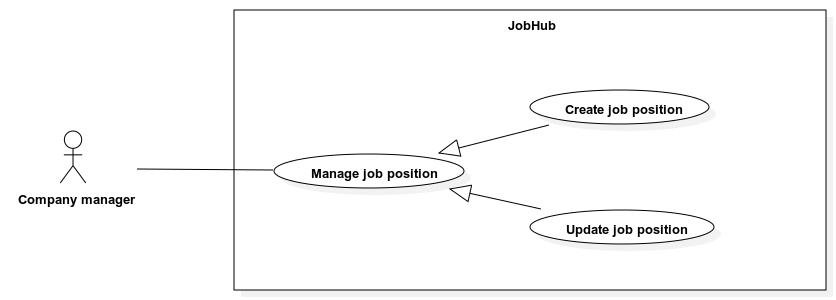 JobHub
Create job position
Manage job position
Company manager
Update job position